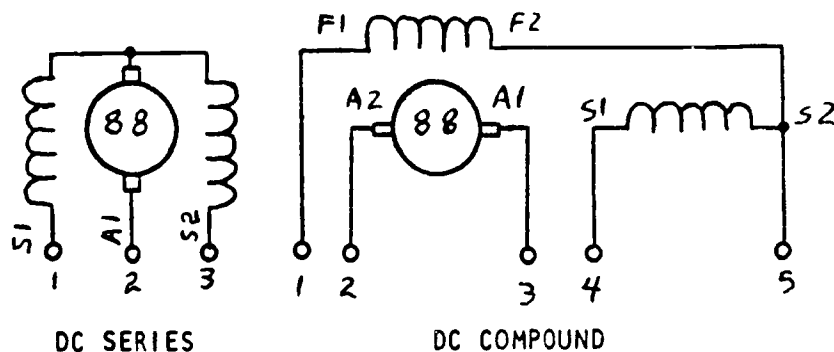 F1 F2
A2 A1
88
88
S1 S2
S1 A1 S2
1 2 3
1 2 3 4 5
DC SERIES
DC COMPOUND